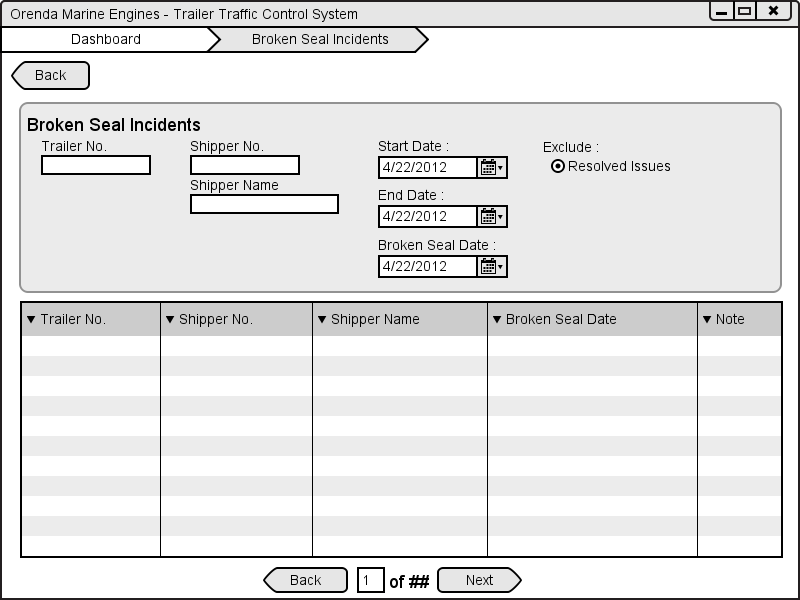 Orenda Marine Engines - Trailer Traffic Control System
Dashboard Broken Seal Incidents
Back
Broken Seal Incidents
Trailer No. Shipper No. Start Date : Exclude :
4/22/2012 Resolved Issues
Shipper Name End Date :
4/22/2012
Broken Seal Date :
4/22/2012
Trailer No. Shipper No. Shipper Name Broken Seal Date Note
Back 1 of ## Next